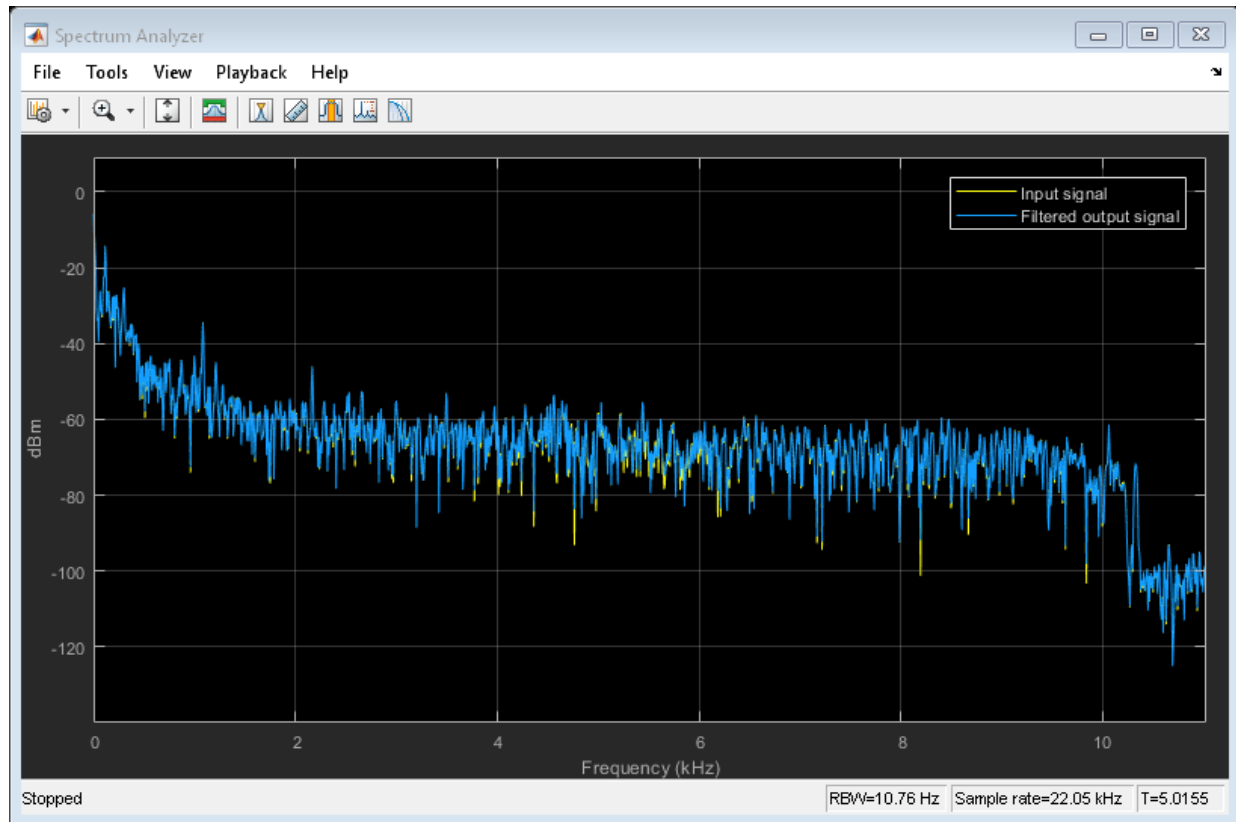 Spectrum Analyzer
File Tools View Playback Help
Input signal
Filtered output signal
0
-20
-40
-60
-80
-100
-120
dBm
0 2 4 6 8 10
Frequency (kHz)
Stopped RBW=10.76 Hz Sample rate=22.05 kHz T=5.0155